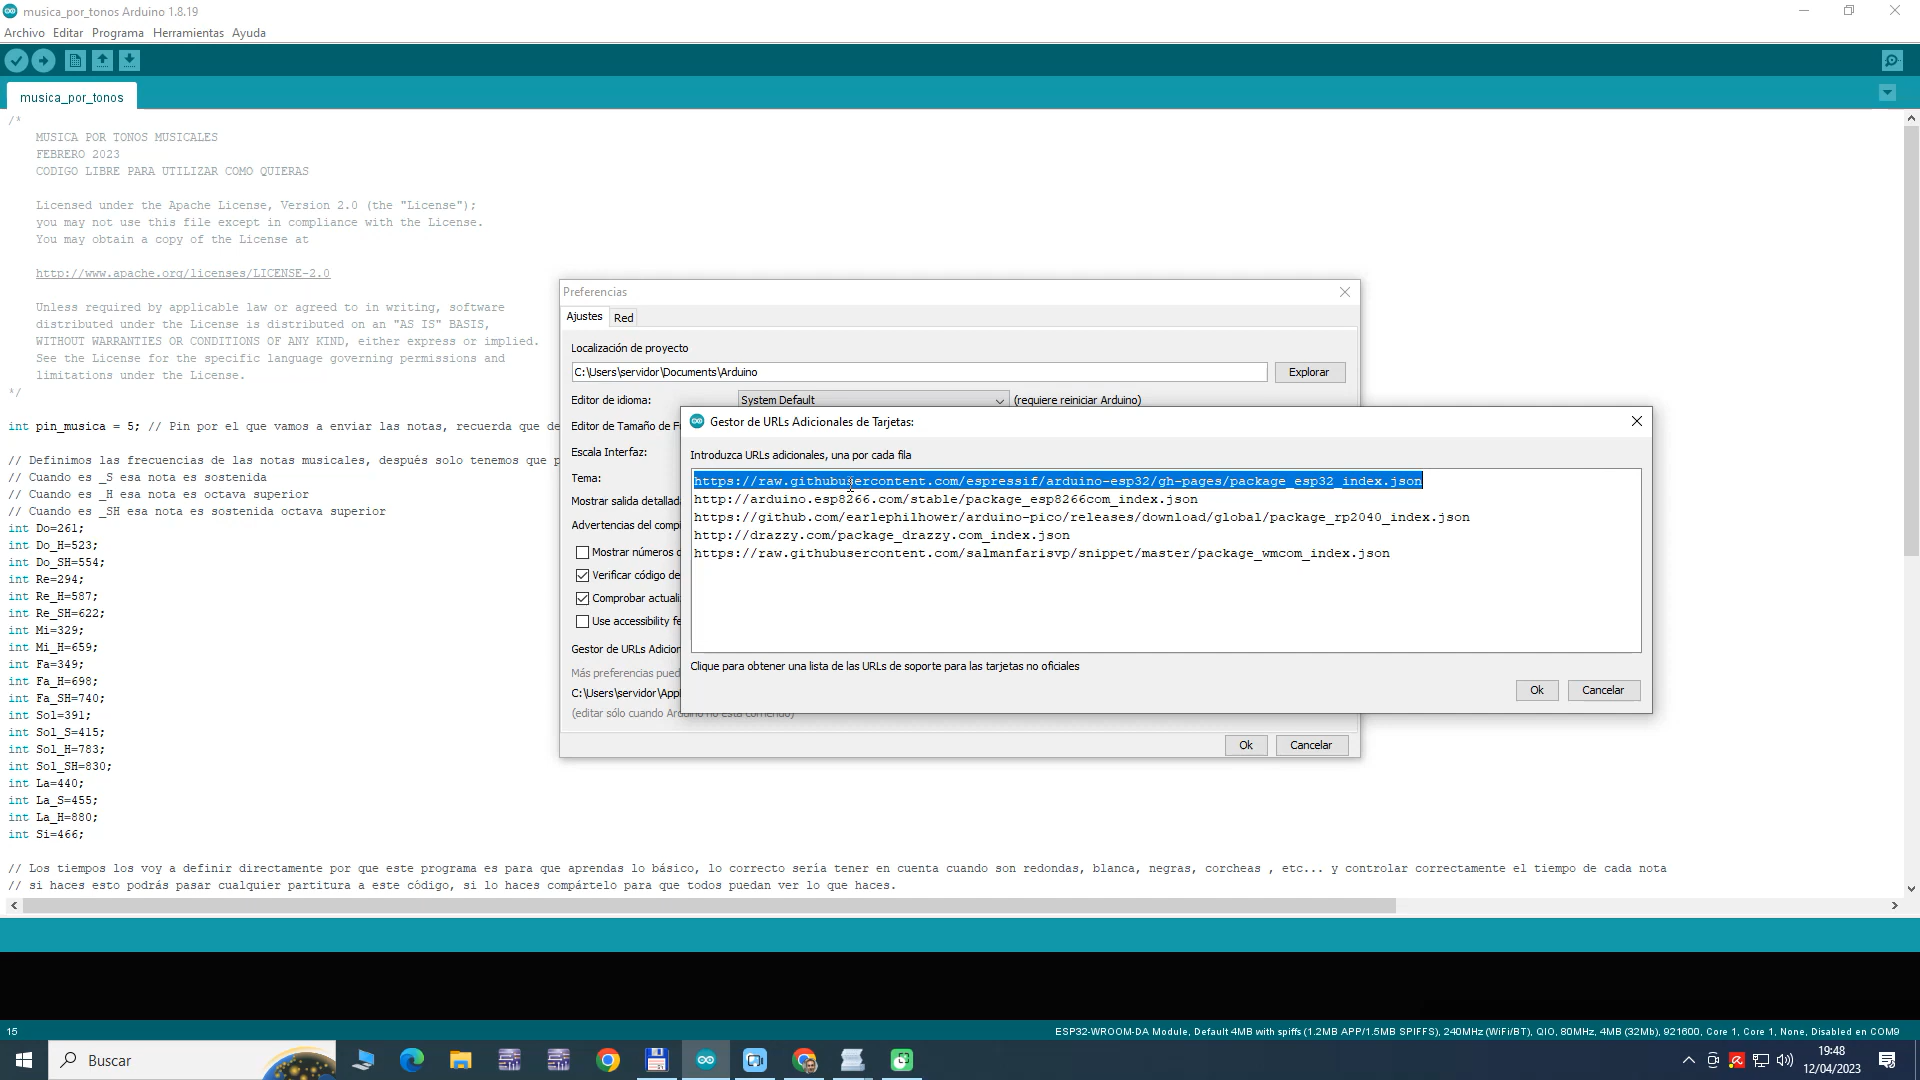 musica_por_tonos Arduino 1.8.19
Archivo Editar Programa Herramientas Ayuda
musica_por_tonos
/*
MUSICA POR TONOS MUSICALES
FEBRERO 2023
CODIGO LIBRE PARA UTILIZAR COMO QUIERAS
Licensed under the Apache License, Version 2.0 (the "License");
you may not use this file except in compliance with the License.
You may obtain a copy of the License at
http://www.apache.org/licenses/LICENSE-2.0
Unless required by applicable law or agreed to in writing, software
distributed under the License is distributed on an "AS IS" BASIS,
WITHOUT WARRANTIES OR CONDITIONS OF ANY KIND, either express or implied.
See the License for the specific language governing permissions and
limitations under the License.
*/
int pin_musica = 5; // Pin por el que vamos a enviar las notas, recuerda que de
// Definimos las frecuencias de las notas musicales, después solo tenemos que p
// Cuando es _S esa nota es sostenida
// Cuando es _H esa nota es octava superior
// Cuando es _SH esa nota es sostenida octava superior
int Do=261;
int Do_H=523;
int Do_SH=554;
int Re=294;
int Re_H=587;
int Re_SH=622;
int Mi=329;
int Mi_H=659;
int Fa=349;
int Fa_H=698;
int Fa_SH=740;
int Sol=391;
int Sol_S=415;
int Sol_H=783;
int Sol_SH=830;
int La=440;
int La_S=455;
int La_H=880;
int Si=466;
// Los tiempos los voy a definir directamente por que este programa es para que aprendas lo básico, lo correcto sería tener en cuenta cuando son redondas, blanca, negras, corcheas , etc... y controlar correctamente el tiempo de cada nota
// si haces esto podrás pasar cualquier partitura a este código, si lo haces compártelo para que todos puedan ver lo que haces.
Preferencias
Ajustes Red
Localización de proyecto
C:\Users\servidor\Documents\Arduino Explorar
Editor de idioma: System Default (requiere reiniciar Arduino)
Editor de Tamaño de F
Escala Interfaz:
Tema:
Mostrar salida detallad
Advertencias del compi
Mostrar números d
Verificar código de
Comprobar actuali
Use accessibility fe
Gestor de URLs Adicion
Más preferencias pued
C:\Users\servidor\Appl
(editar sólo cuando Arduino no está corriendo)
Ok Cancelar
Gestor de URLs Adicionales de Tarjetas:
Introduzca URLs adicionales, una por cada fila
https://raw.githubusercontent.com/espressif/arduino-esp32/gh-pages/package_esp32_index.json
http://arduino.esp8266.com/stable/package_esp8266com_index.json
https://github.com/earlephilhower/arduino-pico/releases/download/global/package_rp2040_index.json
http://drazzy.com/package_drazzy.com_index.json
https://raw.githubusercontent.com/salmanfarisvp/snippet/master/package_wmcom_index.json
Clique para obtener una lista de las URLs de soporte para las tarjetas no oficiales
Ok Cancelar
15 ESP32-WROOM-DA Module, Default 4MB with spiffs (1.2MB APP/1.5MB SPIFFS), 240MHz (WiFi/BT), QIO, 80MHz, 4MB (32Mb), 921600, Core 1, Core 1, None, Disabled en COM9
Buscar
19:48
12/04/2023